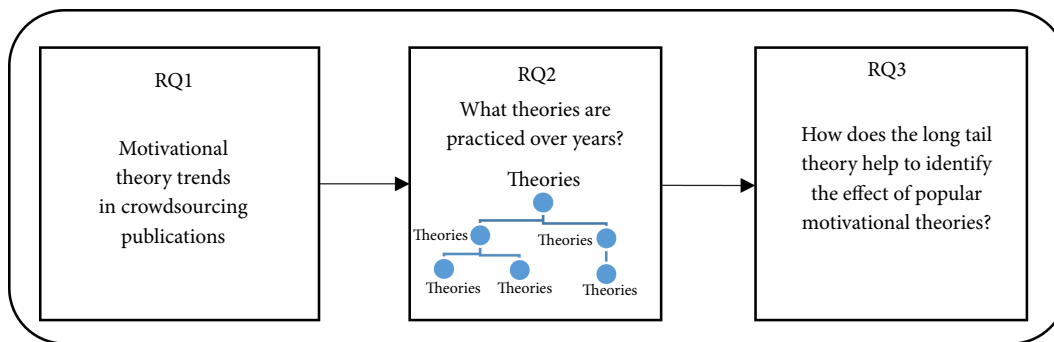 RQ1
Motivational
theory trends
in crowdsourcing
publications
RQ2
What theories are
practiced over years?
Theories
Theories
Theories
Theories
Theories
Theories
RQ3
How does the long tail
theory help to identify
the effect of popular
motivational theories?